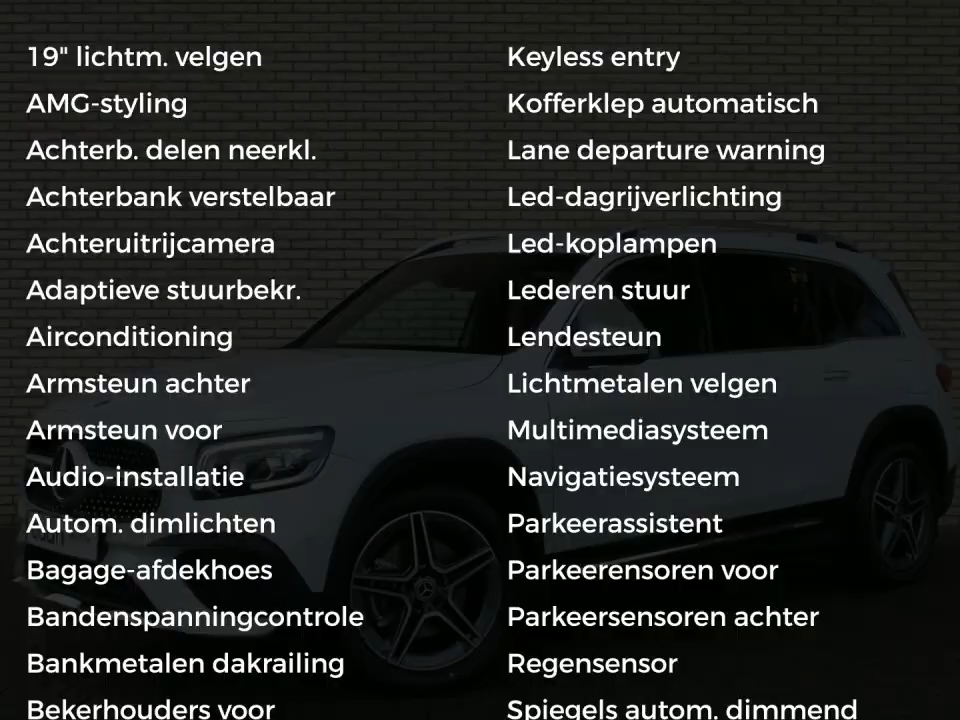 19" lichtm. velgen
AMG-styling
Achterb. delen neerkl.
Achterbank verstelbaar
Achteruitrijcamera
Adaptieve stuurbekr.
Airconditioning
Armsteun achter
Armsteun voor
Audio-installatie
Autom. dimlichten
Bagage-afdekhoes
Bandenspanningcontrole
Bankmetalen dakrailing
Bekerhouders voor
Keyless entry
Kofferklep automatisch
Lane departure warning
Led-dagrijverlichting
Led-koplampen
Lederen stuur
Lendesteun
Lichtmetalen velgen
Multimediasysteem
Navigatiesysteem
Parkeerassistent
Parkeerensoren voor
Parkeersensoren achter
Regensensor
Spiegels autom. dimmend